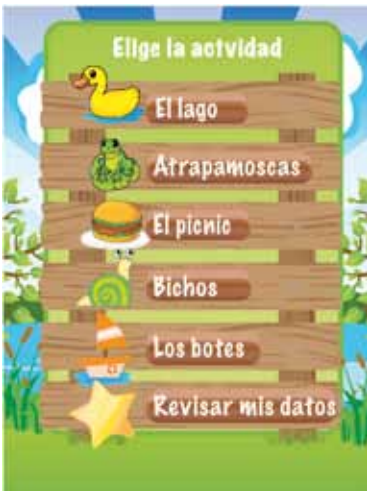 Elige la actvidad
El lago
Atrapamoscas
El picnic
Bichos
Los botes
Revisar mis datos